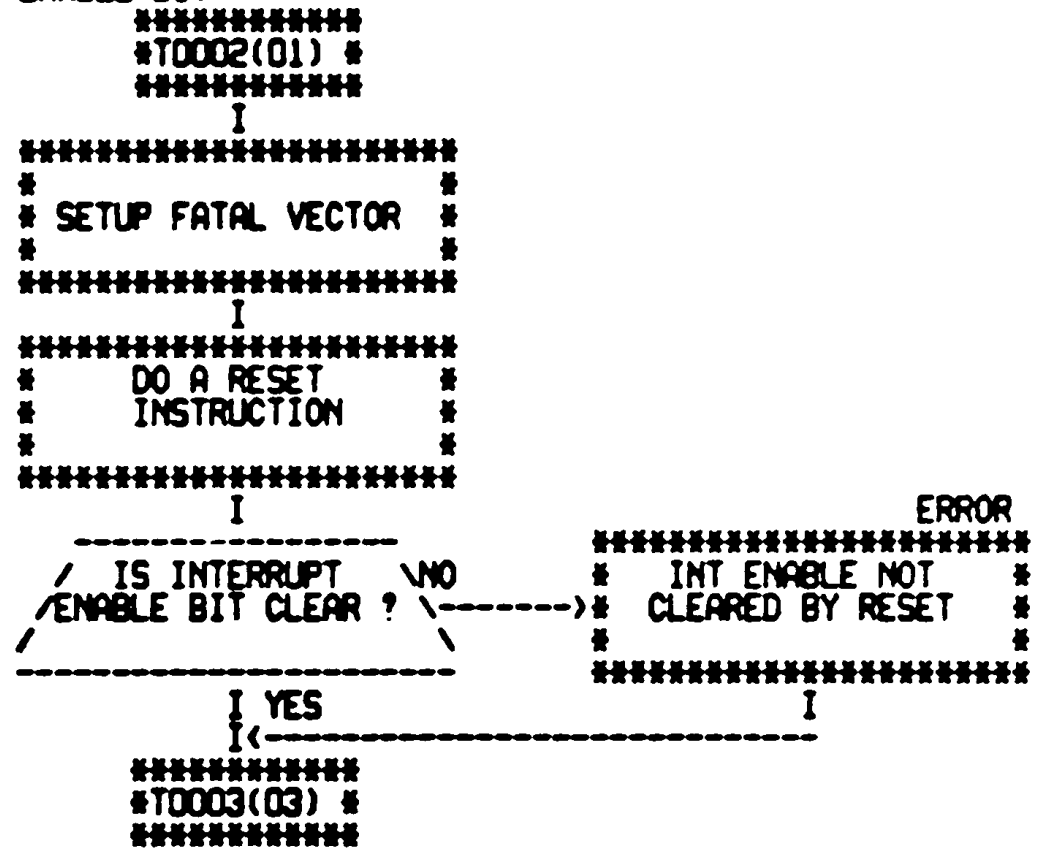 ************
*T0002(01) *
************
I
***********************
*                     *
* SETUP FATAL VECTOR  *
*                     *
***********************
I
***********************
*     DO A RESET      *
*     INSTRUCTION     *
*                     *
***********************
I
-----------------
/ IS INTERRUPT \NO
/ENABLE BIT CLEAR ? \------->
/ \
-----------------------
ERROR
***********************
*   INT ENABLE NOT    *
*  CLEARED BY RESET   *
*                     *
***********************
I YES
I
I<-----------------------------
************
*T0003(03) *
************